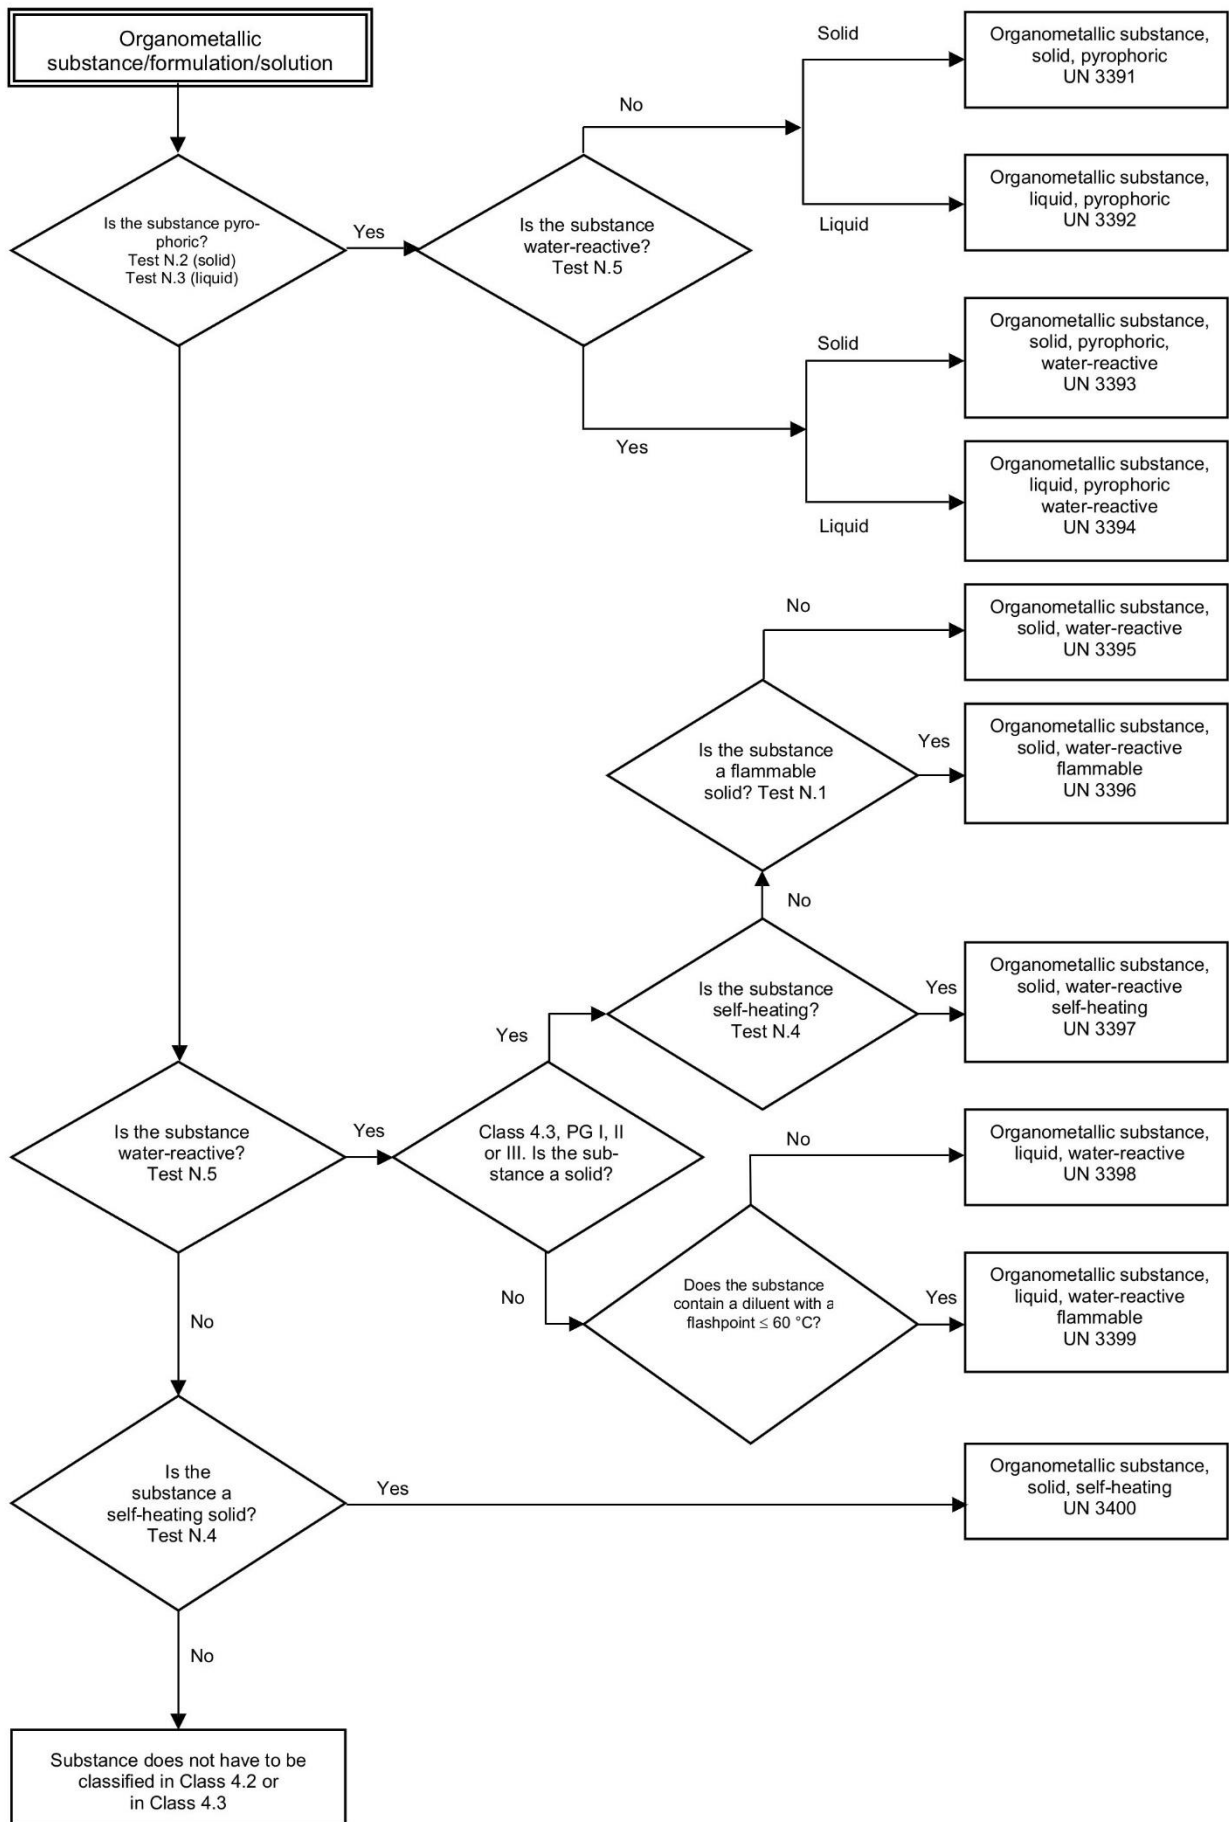 Organometallic
substance/formulation/solution
Is the substance pyro-
phoric?
Test N.2 (solid)
Test N.3 (liquid)
Yes
Is the substance
water-reactive?
Test N.5
No
Solid
Organometallic substance,
solid, pyrophoric
UN 3391
Liquid
Organometallic substance,
liquid, pyrophoric
UN 3392
Yes
Solid
Organometallic substance,
solid, pyrophoric,
water-reactive
UN 3393
Liquid
Organometallic substance,
liquid, pyrophoric
water-reactive
UN 3394
No
Organometallic substance,
solid, water-reactive
UN 3395
Is the substance
a flammable
solid? Test N.1
Yes
Organometallic substance,
solid, water-reactive
flammable
UN 3396
No
Is the substance
self-heating?
Test N.4
Yes
Organometallic substance,
solid, water-reactive
self-heating
UN 3397
Yes
Is the substance
water-reactive?
Test N.5
Yes
Class 4.3, PG I, II
or III. Is the sub-
stance a solid?
No
Organometallic substance,
liquid, water-reactive
UN 3398
No
Does the substance
contain a diluent with a
flashpoint ≤ 60 °C?
Yes
Organometallic substance,
liquid, water-reactive
flammable
UN 3399
No
Is the
substance a
self-heating solid?
Test N.4
Yes
Organometallic substance,
solid, self-heating
UN 3400
No
Substance does not have to be
classified in Class 4.2 or
in Class 4.3